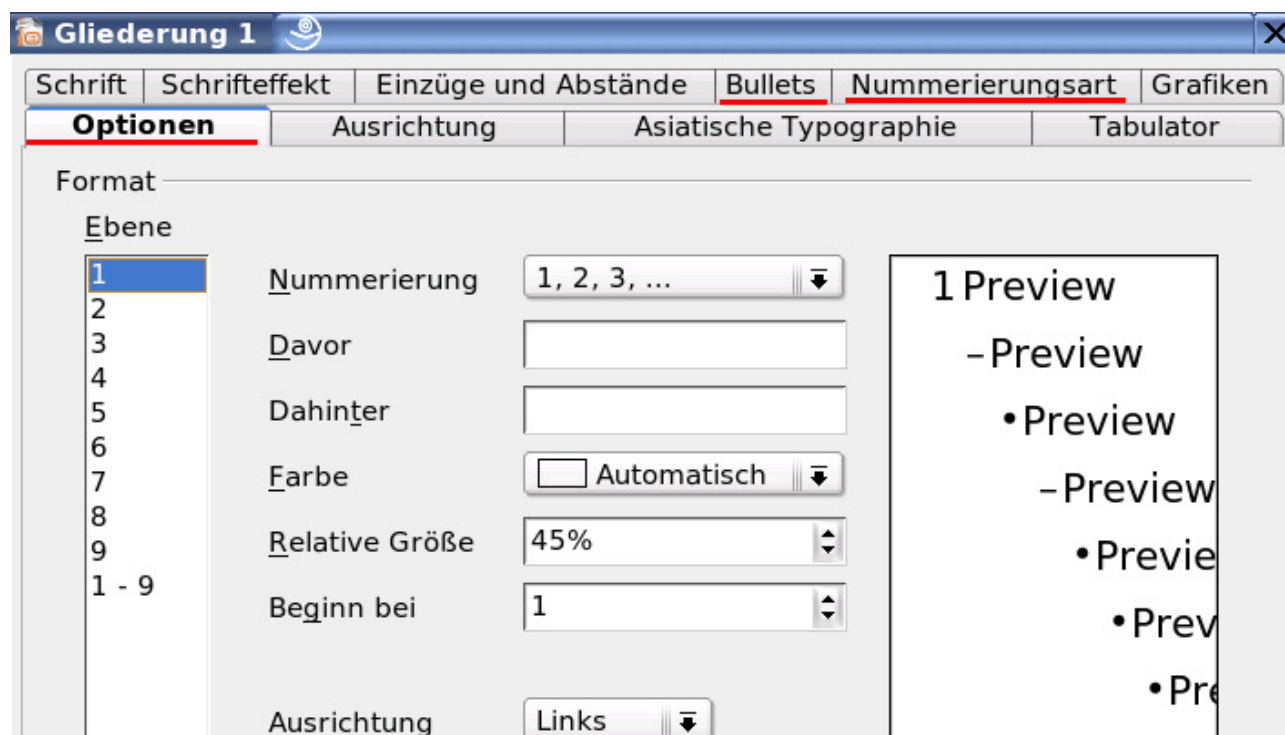 Gliederung 1
Schrift Schrifteffekt Einzüge und Abstände Bullets Nummerierungsart Grafiken
Optionen Ausrichtung Asiatische Typographie Tabulator
Format
Ebene
1
2
3
4
5
6
7
8
9
1 - 9
Nummerierung 1, 2, 3, ...
Davor
Dahinter
Farbe Automatisch
Relative Größe 45%
Beginn bei 1
Ausrichtung Links
1 Preview
– Preview
• Preview
– Preview
• Previe
• Prev
• Pre